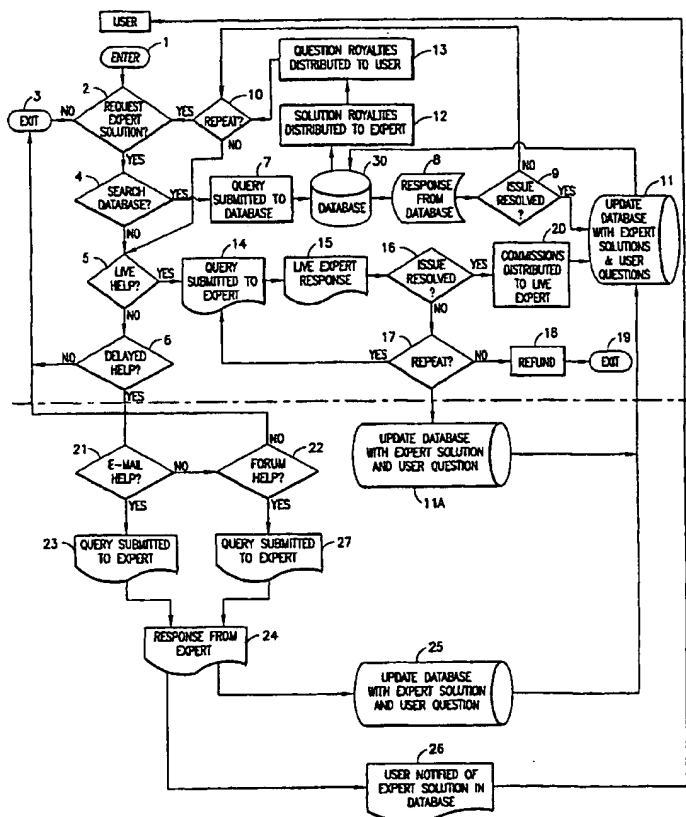 USER
1
ENTER
2
REQUEST
EXPERT
SOLUTION?
NO
YES
3
EXIT
10
REPEAT?
NO
QUESTION ROYALTIES
DISTRIBUTED TO USER
13
SOLUTION ROYALTIES
DISTRIBUTED TO EXPERT
12
YES
4
SEARCH
DATABASE?
YES
NO
7
QUERY
SUBMITTED TO
DATABASE
30
DATABASE
8
RESPONSE
FROM
DATABASE
NO
9
ISSUE
RESOLVED
?
YES
11
UPDATE
DATABASE
WITH EXPERT
SOLUTIONS
& USER
QUESTIONS
5
LIVE
HELP?
YES
NO
14
QUERY
SUBMITTED TO
EXPERT
15
LIVE EXPERT
RESPONSE
16
ISSUE
RESOLVED
?
YES
NO
20
COMMISSIONS
DISTRIBUTED
TO LIVE
EXPERT
6
DELAYED
HELP?
NO
YES
17
REPEAT?
YES
NO
18
REFUND
19
EXIT
21
E-MAIL
HELP?
NO
YES
22
NO
FORUM
HELP?
YES
UPDATE DATABASE
WITH EXPERT SOLUTION
AND USER QUESTION
11A
23
QUERY SUBMITTED
TO EXPERT
27
QUERY SUBMITTED
TO EXPERT
24
RESPONSE FROM
EXPERT
25
UPDATE DATABASE
WITH EXPERT SOLUTION
AND USER QUESTION
26
USER NOTIFIED OF
EXPERT SOLUTION IN
DATABASE